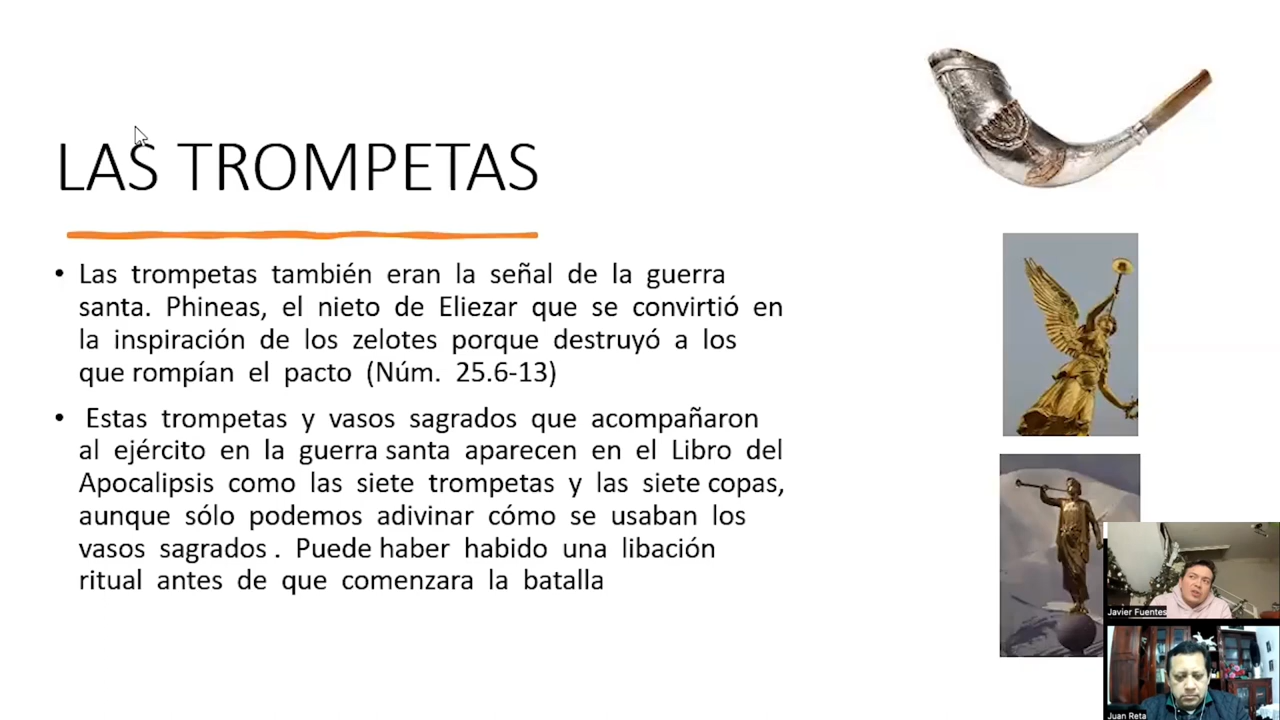 LAS TROMPETAS
• Las trompetas también eran la señal de la guerra
santa. Phineas, el nieto de Eliezar que se convirtió en
la inspiración de los zelotes porque destruyó a los
que rompían el pacto (Núm. 25.6-13)
• Estas trompetas y vasos sagrados que acompañaron
al ejército en la guerra santa aparecen en el Libro del
Apocalipsis como las siete trompetas y las siete copas,
aunque sólo podemos adivinar cómo se usaban los
vasos sagrados . Puede haber habido una libación
ritual antes de que comenzara la batalla
Javier Fuentes
Juan Reta